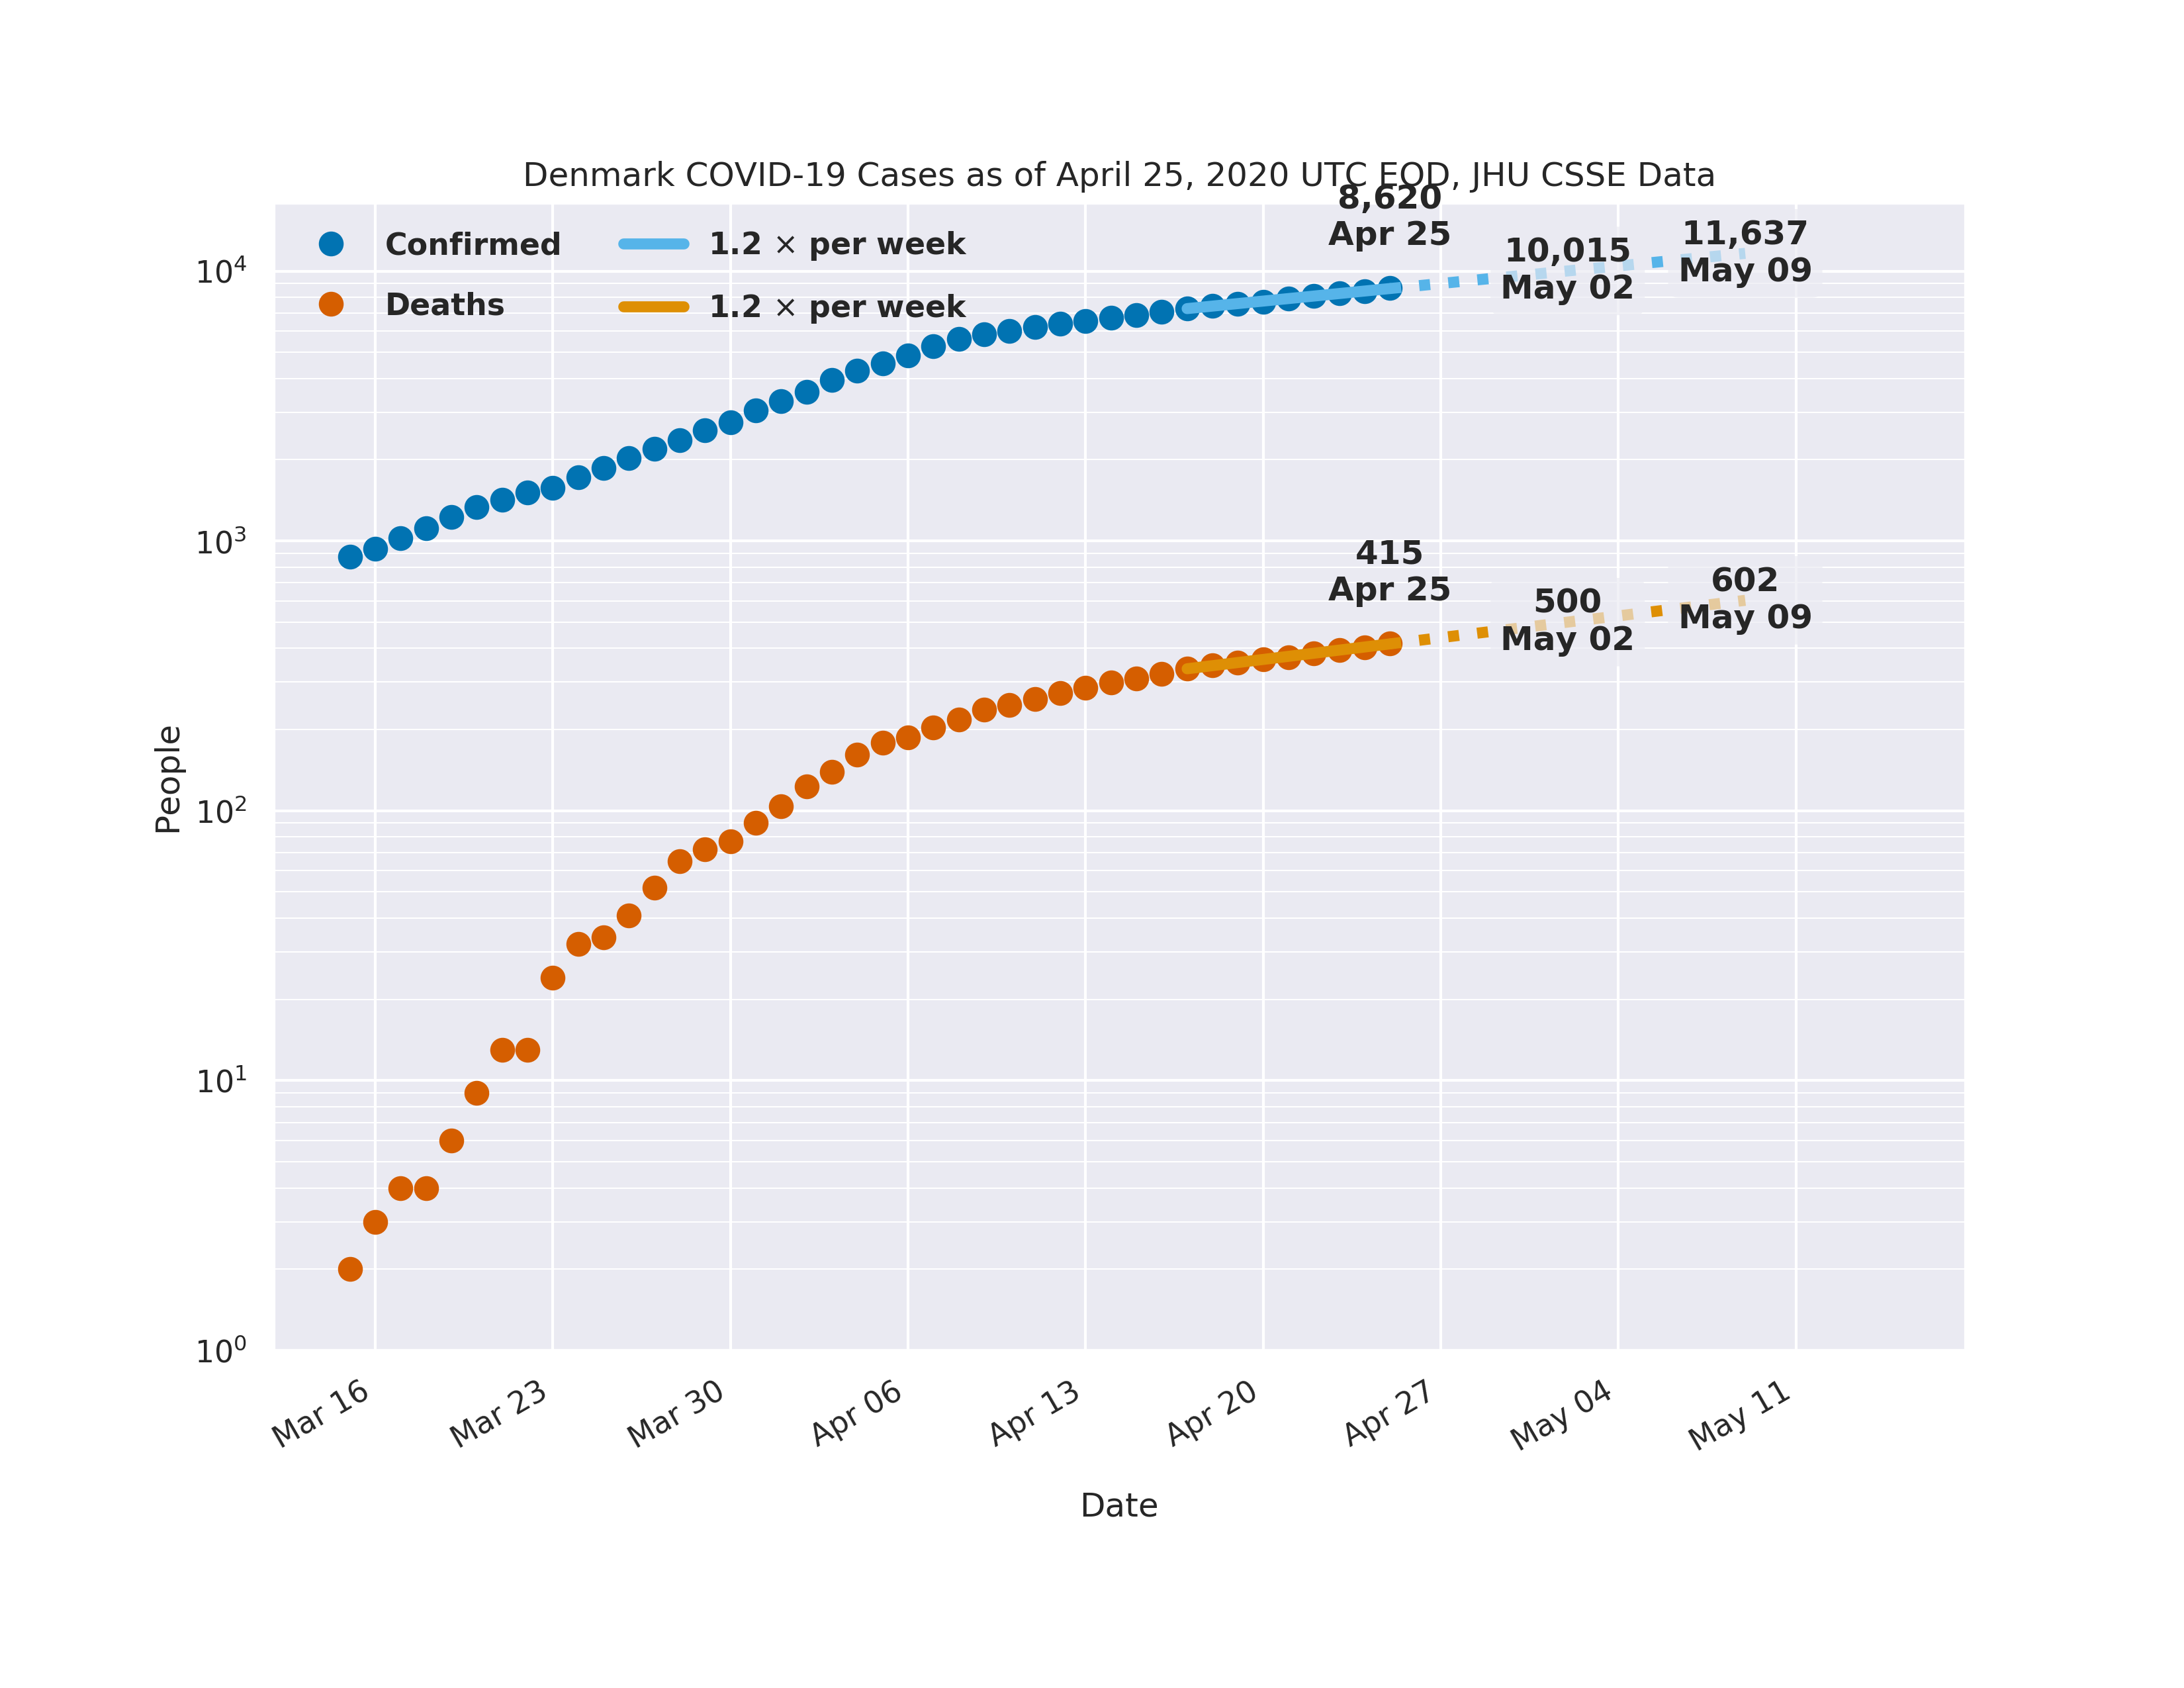 Denmark COVID-19 Cases as of April 25, 2020 UTC EOD, JHU CSSE Data
Confirmed
Deaths
1.2 × per week
1.2 × per week
8,620
Apr 25
10,015
May 02
11,637
May 09
415
Apr 25
500
May 02
602
May 09
People
10⁴
10³
10²
10¹
10⁰
Mar 16
Mar 23
Mar 30
Apr 06
Apr 13
Apr 20
Apr 27
May 04
May 11
Date